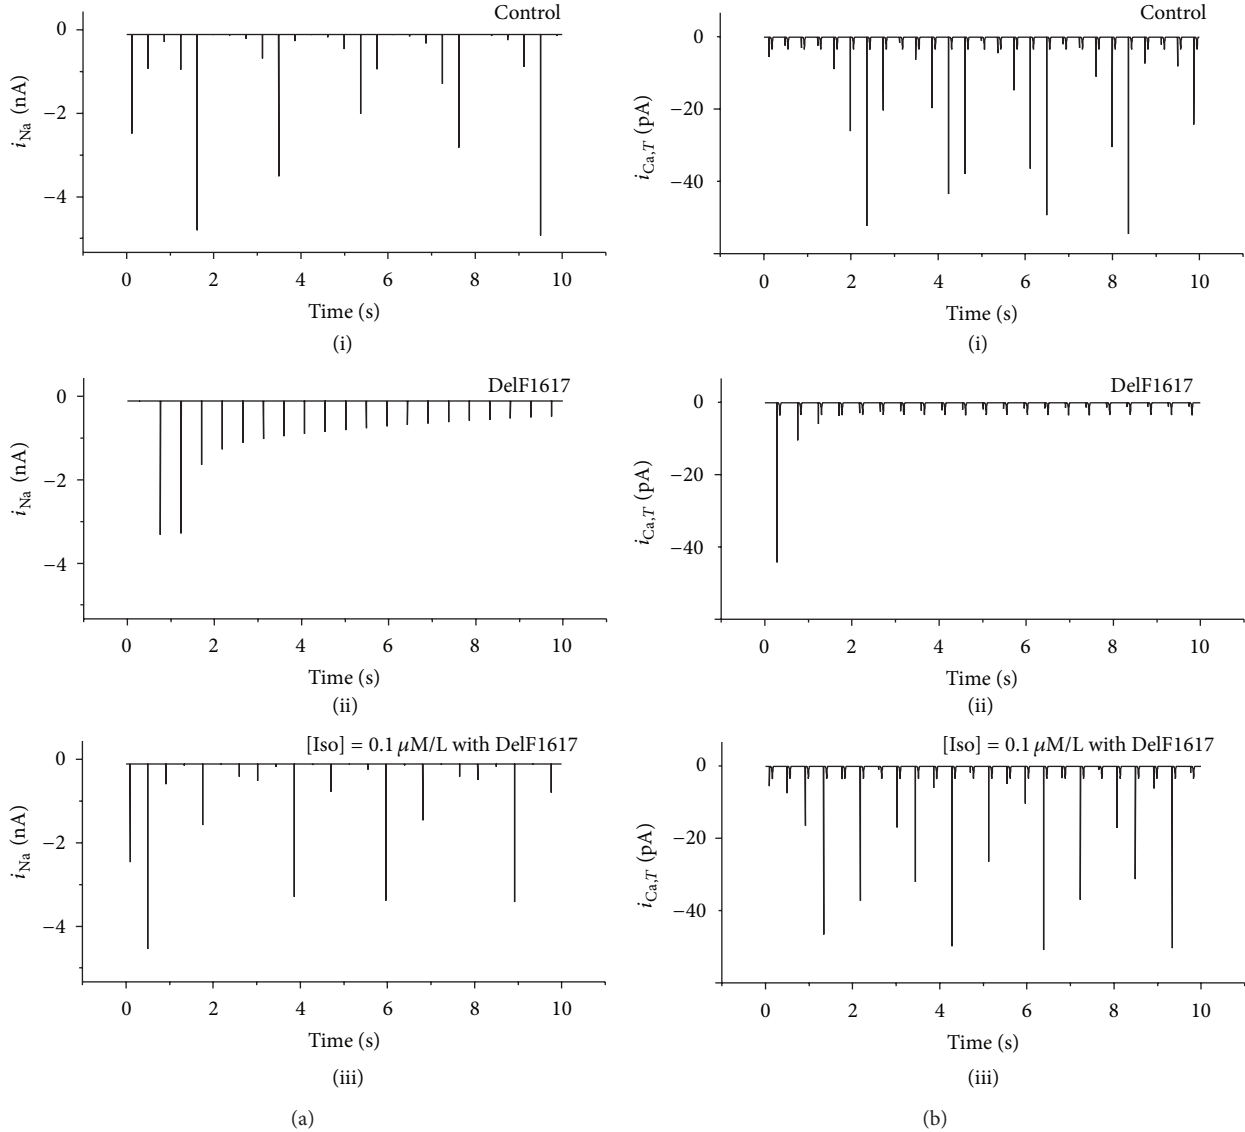 Control
0
−2
−4
i_Na (nA)
0 2 4 6 8 10
Time (s)
(i)
Control
0
−20
−40
i_Ca,T (pA)
0 2 4 6 8 10
Time (s)
(i)
DelF1617
0
−2
−4
i_Na (nA)
0 2 4 6 8 10
Time (s)
(ii)
DelF1617
0
−20
−40
i_Ca,T (pA)
0 2 4 6 8 10
Time (s)
(ii)
[Iso] = 0.1 μM/L with DelF1617
0
−2
−4
i_Na (nA)
0 2 4 6 8 10
Time (s)
(iii)
(a)
[Iso] = 0.1 μM/L with DelF1617
0
−20
−40
i_Ca,T (pA)
0 2 4 6 8 10
Time (s)
(iii)
(b)